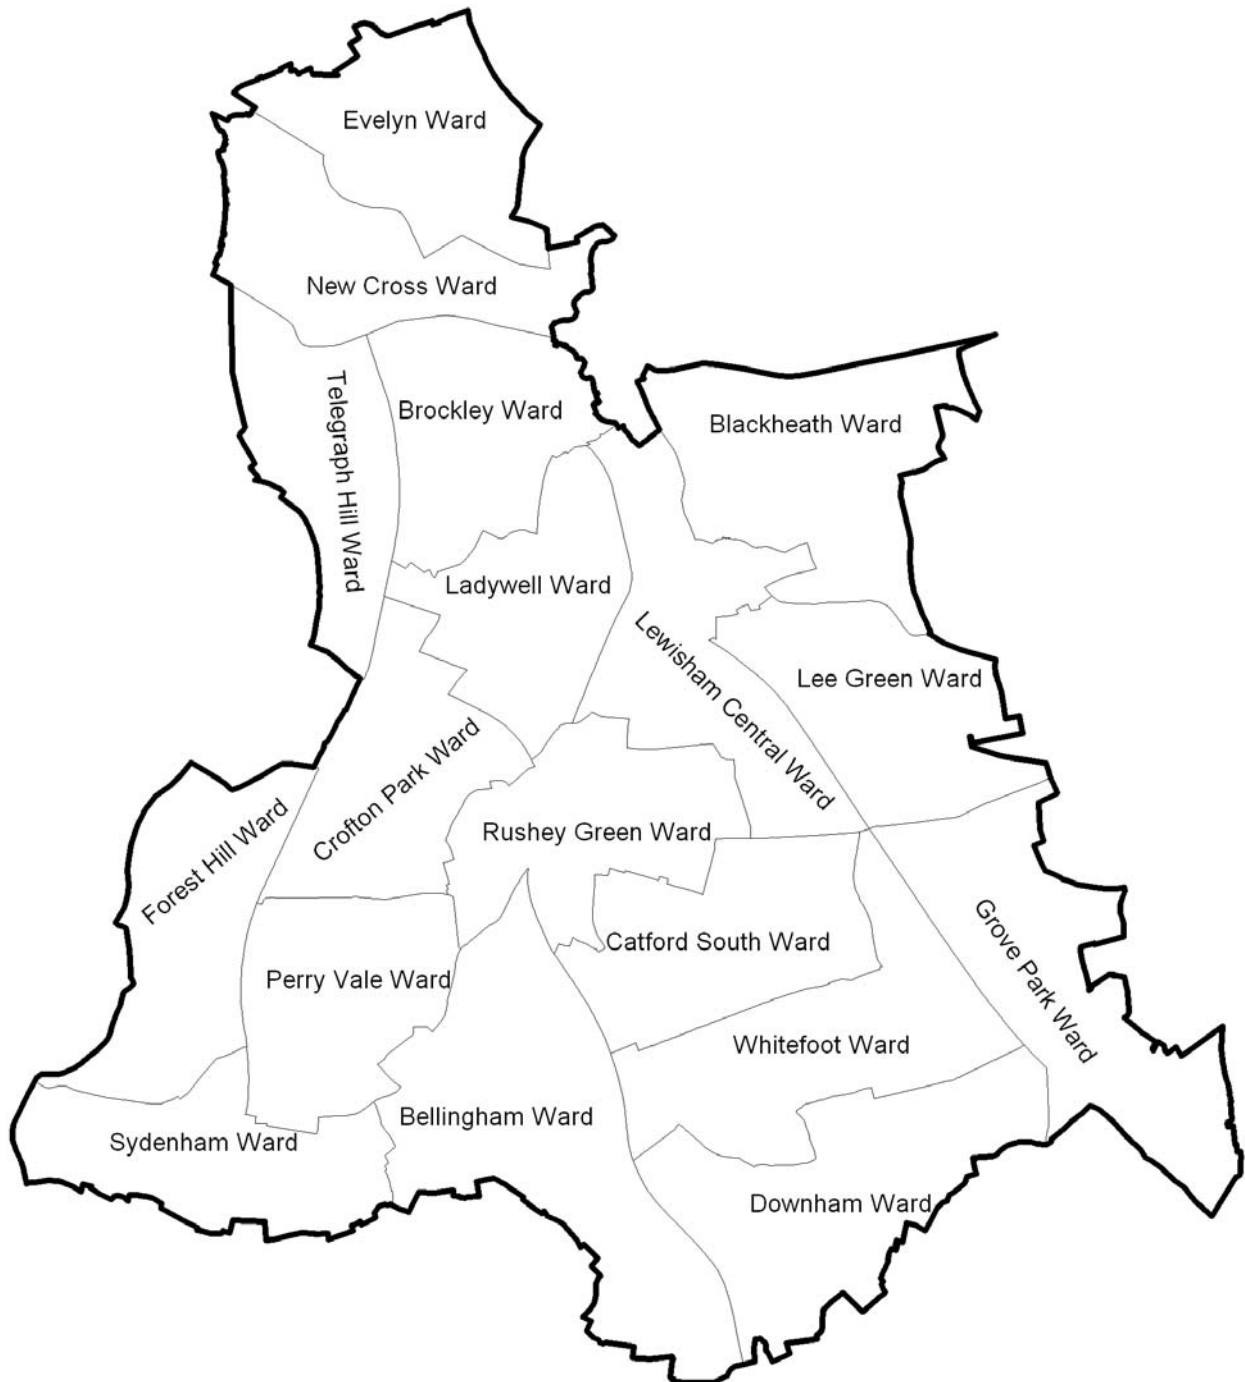 Evelyn Ward
New Cross Ward
Telegraph Hill Ward
Brockley Ward
Blackheath Ward
Ladywell Ward
Lewisham Central Ward
Lee Green Ward
Crofton Park Ward
Forest Hill Ward
Rushey Green Ward
Catford South Ward
Grove Park Ward
Perry Vale Ward
Whitefoot Ward
Bellingham Ward
Sydenham Ward
Downham Ward